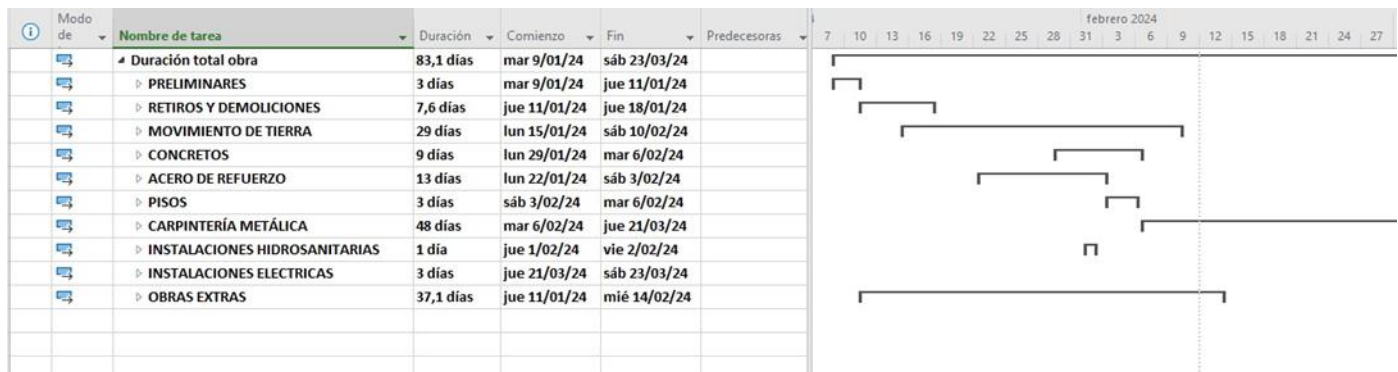 febrero 2024
Modo de Nombre de tarea Duración Comienzo Fin Predecesoras 7 10 13 16 19 22 25 28 31 3 6 9 12 15 18 21 24 27
Duración total obra 83,1 días mar 9/01/24 sáb 23/03/24
PRELIMINARES 3 días mar 9/01/24 jue 11/01/24
RETIROS Y DEMOLICIONES 7,6 días jue 11/01/24 jue 18/01/24
MOVIMIENTO DE TIERRA 29 días lun 15/01/24 sáb 10/02/24
CONCRETOS 9 días lun 29/01/24 mar 6/02/24
ACERO DE REFUERZO 13 días lun 22/01/24 sáb 3/02/24
PISOS 3 días sáb 3/02/24 mar 6/02/24
CARPINTERÍA METÁLICA 48 días mar 6/02/24 jue 21/03/24
INSTALACIONES HIDROSANITARIAS 1 día jue 1/02/24 vie 2/02/24
INSTALACIONES ELECTRICAS 3 días jue 21/03/24 sáb 23/03/24
OBRAS EXTRAS 37,1 días jue 11/01/24 mié 14/02/24